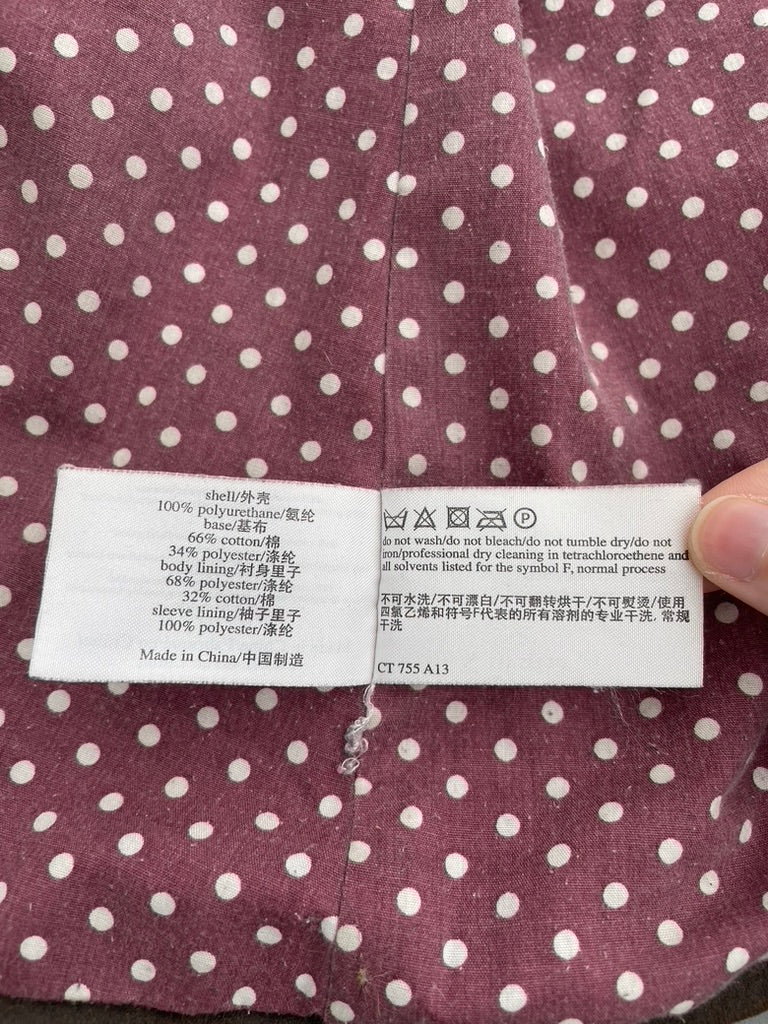 shell/外壳
100% polyurethane/氨纶
base/基布
66% cotton/棉
34% polyester/涤纶
body lining/衬身里子
68% polyester/涤纶
32% cotton/棉
sleeve lining/袖子里子
100% polyester/涤纶
Made in China/中国制造
P
do not wash/do not bleach/do not tumble dry/do not
iron/professional dry cleaning in tetrachloroethene and
all solvents listed for the symbol F, normal process
不可水洗/不可漂白/不可翻转烘干/不可熨烫/使用
四氯乙烯和符号F代表的所有溶剂的专业干洗, 常规
干洗
CT 755 A13